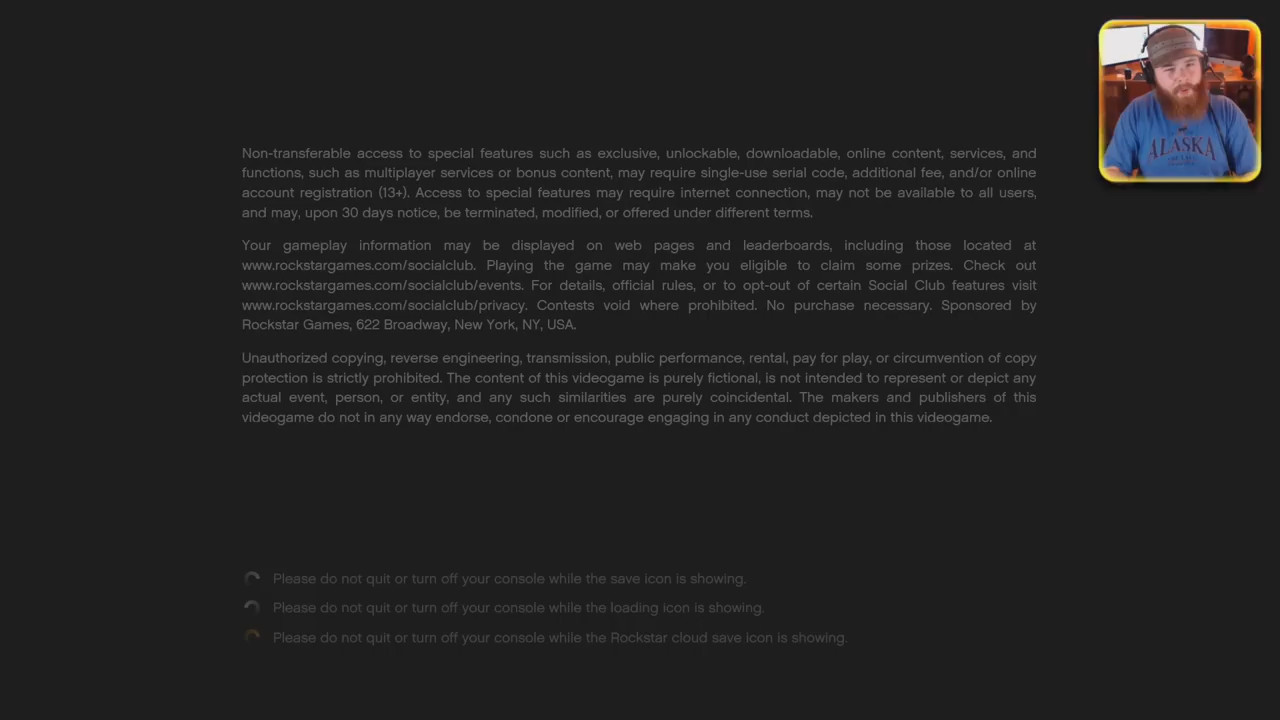 Non-transferable access to special features such as exclusive, unlockable, downloadable, online content, services, and
functions, such as multiplayer services or bonus content, may require single-use serial code, additional fee, and/or online
account registration (13+). Access to special features may require internet connection, may not be available to all users,
and may, upon 30 days notice, be terminated, modified, or offered under different terms.
Your gameplay information may be displayed on web pages and leaderboards, including those located at
www.rockstargames.com/socialclub. Playing the game may make you eligible to claim some prizes. Check out
www.rockstargames.com/socialclub/events. For details, official rules, or to opt-out of certain Social Club features visit
www.rockstargames.com/socialclub/privacy. Contests void where prohibited. No purchase necessary. Sponsored by
Rockstar Games, 622 Broadway, New York, NY, USA.
Unauthorized copying, reverse engineering, transmission, public performance, rental, pay for play, or circumvention of copy
protection is strictly prohibited. The content of this videogame is purely fictional, is not intended to represent or depict any
actual event, person, or entity, and any such similarities are purely coincidental. The makers and publishers of this
videogame do not in any way endorse, condone or encourage engaging in any conduct depicted in this videogame.
Please do not quit or turn off your console while the save icon is showing.
Please do not quit or turn off your console while the loading icon is showing.
Please do not quit or turn off your console while the Rockstar cloud save icon is showing.
ALASKA